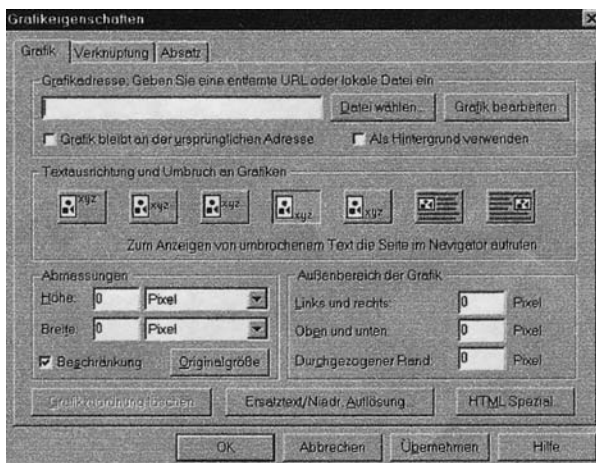 Grafikeigenschaften
Grafik Verknüpfung Absatz
Grafikadresse: Geben Sie eine entfernte URL oder lokale Datei ein
Datei wählen... Grafik bearbeiten
Grafik bleibt an der ursprünglichen Adresse Als Hintergrund verwenden
Textausrichtung und Umbruch an Grafiken
xyz xyz xyz xyz xyz
Zum Anzeigen von umbrochenem Text die Seite im Navigator aufrufen
Abmessungen Außenbereich der Grafik
Höhe: 0 Pixel Links und rechts: 0 Pixel
Breite: 0 Pixel Oben und unten: 0 Pixel
Beschränkung Originalgröße Durchgezogener Rand: 0 Pixel
Grafikzuordnung löschen Ersatztext/Niedr. Auflösung... HTML Spezial...
OK Abbrechen Übernehmen Hilfe